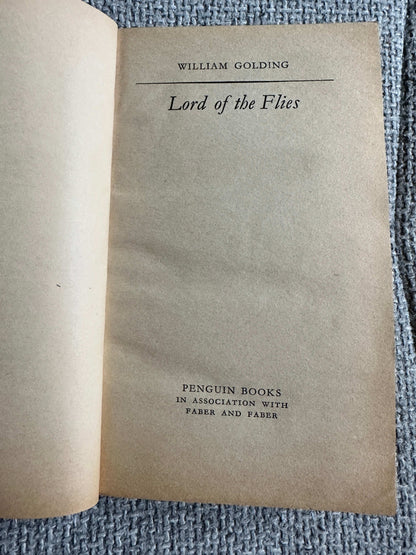 WILLIAM GOLDING
Lord of the Flies
PENGUIN BOOKS
IN ASSOCIATION WITH
FABER AND FABER